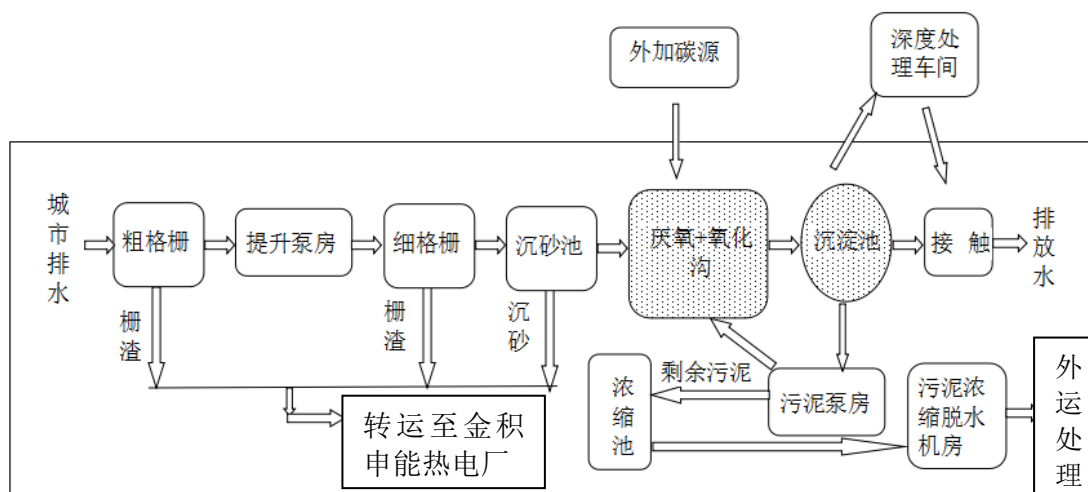 外加碳源
深度处
理车间
城市排水
粗格栅
提升泵房
细格栅
沉砂池
厌氧+氧化
沟
沉淀池
接 触
排放水
栅渣
栅渣
沉砂
剩余污泥
浓缩池
污泥泵房
污泥浓
缩脱水
机房
外运处理
转运至金积
申能热电厂